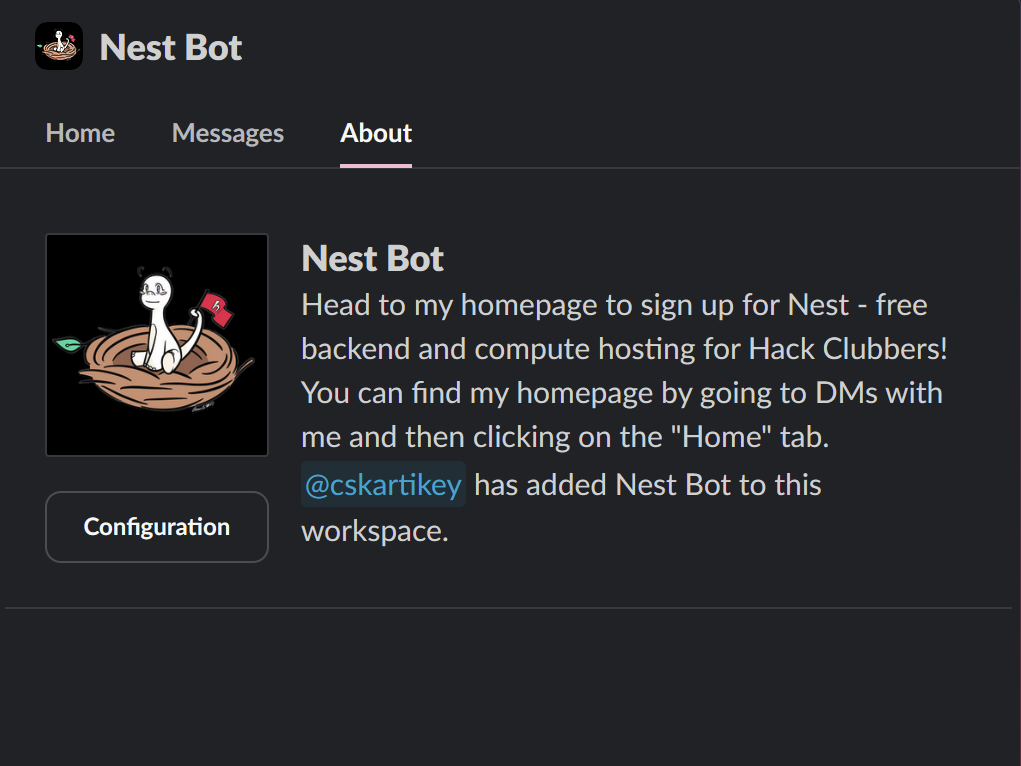 Nest Bot
Home Messages About
Nest Bot
Head to my homepage to sign up for Nest - free
backend and compute hosting for Hack Clubbers!
You can find my homepage by going to DMs with
me and then clicking on the "Home" tab.
@cskartikey has added Nest Bot to this
workspace.
Configuration